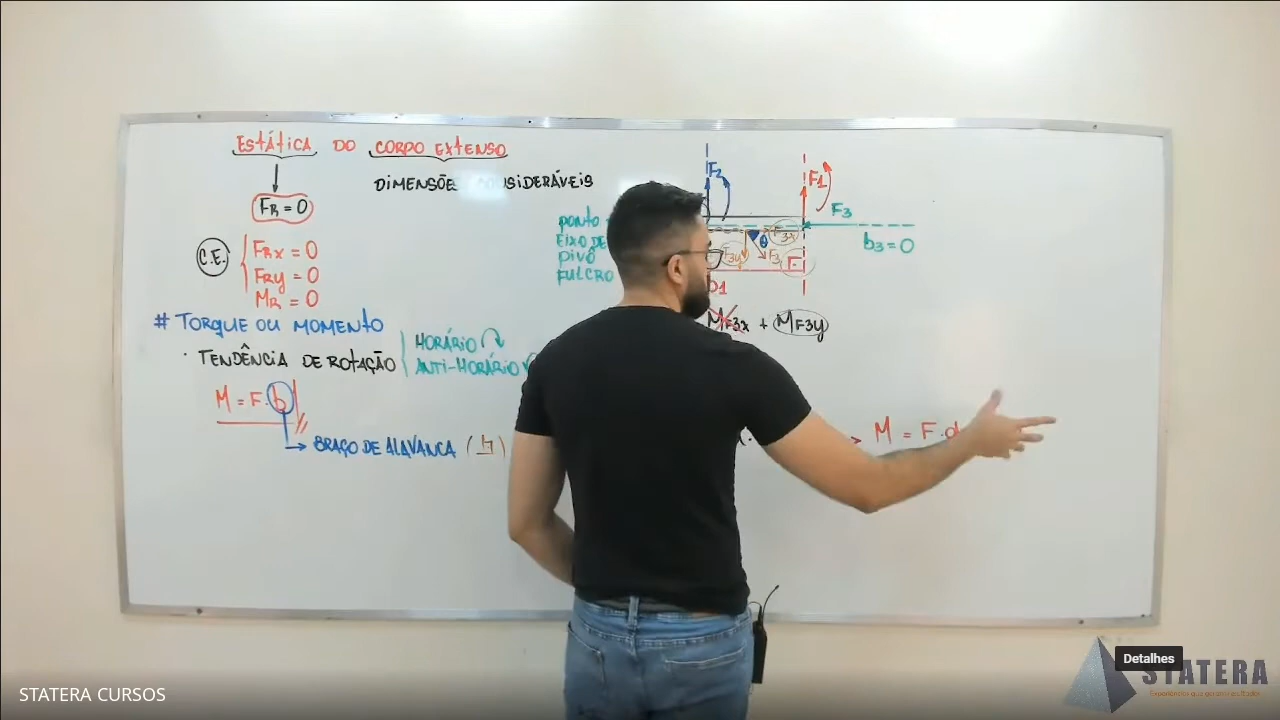 EStÁtICA DO CORPO EXtENSO
FR = 0
C.E.
FRX = 0
FRY = 0
MR = 0
# TORQUE OU MOMENTO
· TENDÊNCIA DE ROTAÇÃO
HORÁRIO
ANTI-HORÁRIO
M = F.b
BRAÇO DE ALAVANCA
F2
F1
F3
PONTO
EIXO DE
PIVÔ
FULCRO
F3X
θ
F3Y
F3
b3 = 0
b1
MF3X + MF3Y
M = F.d
STATERA CURSOS
Detalhes
STATERA